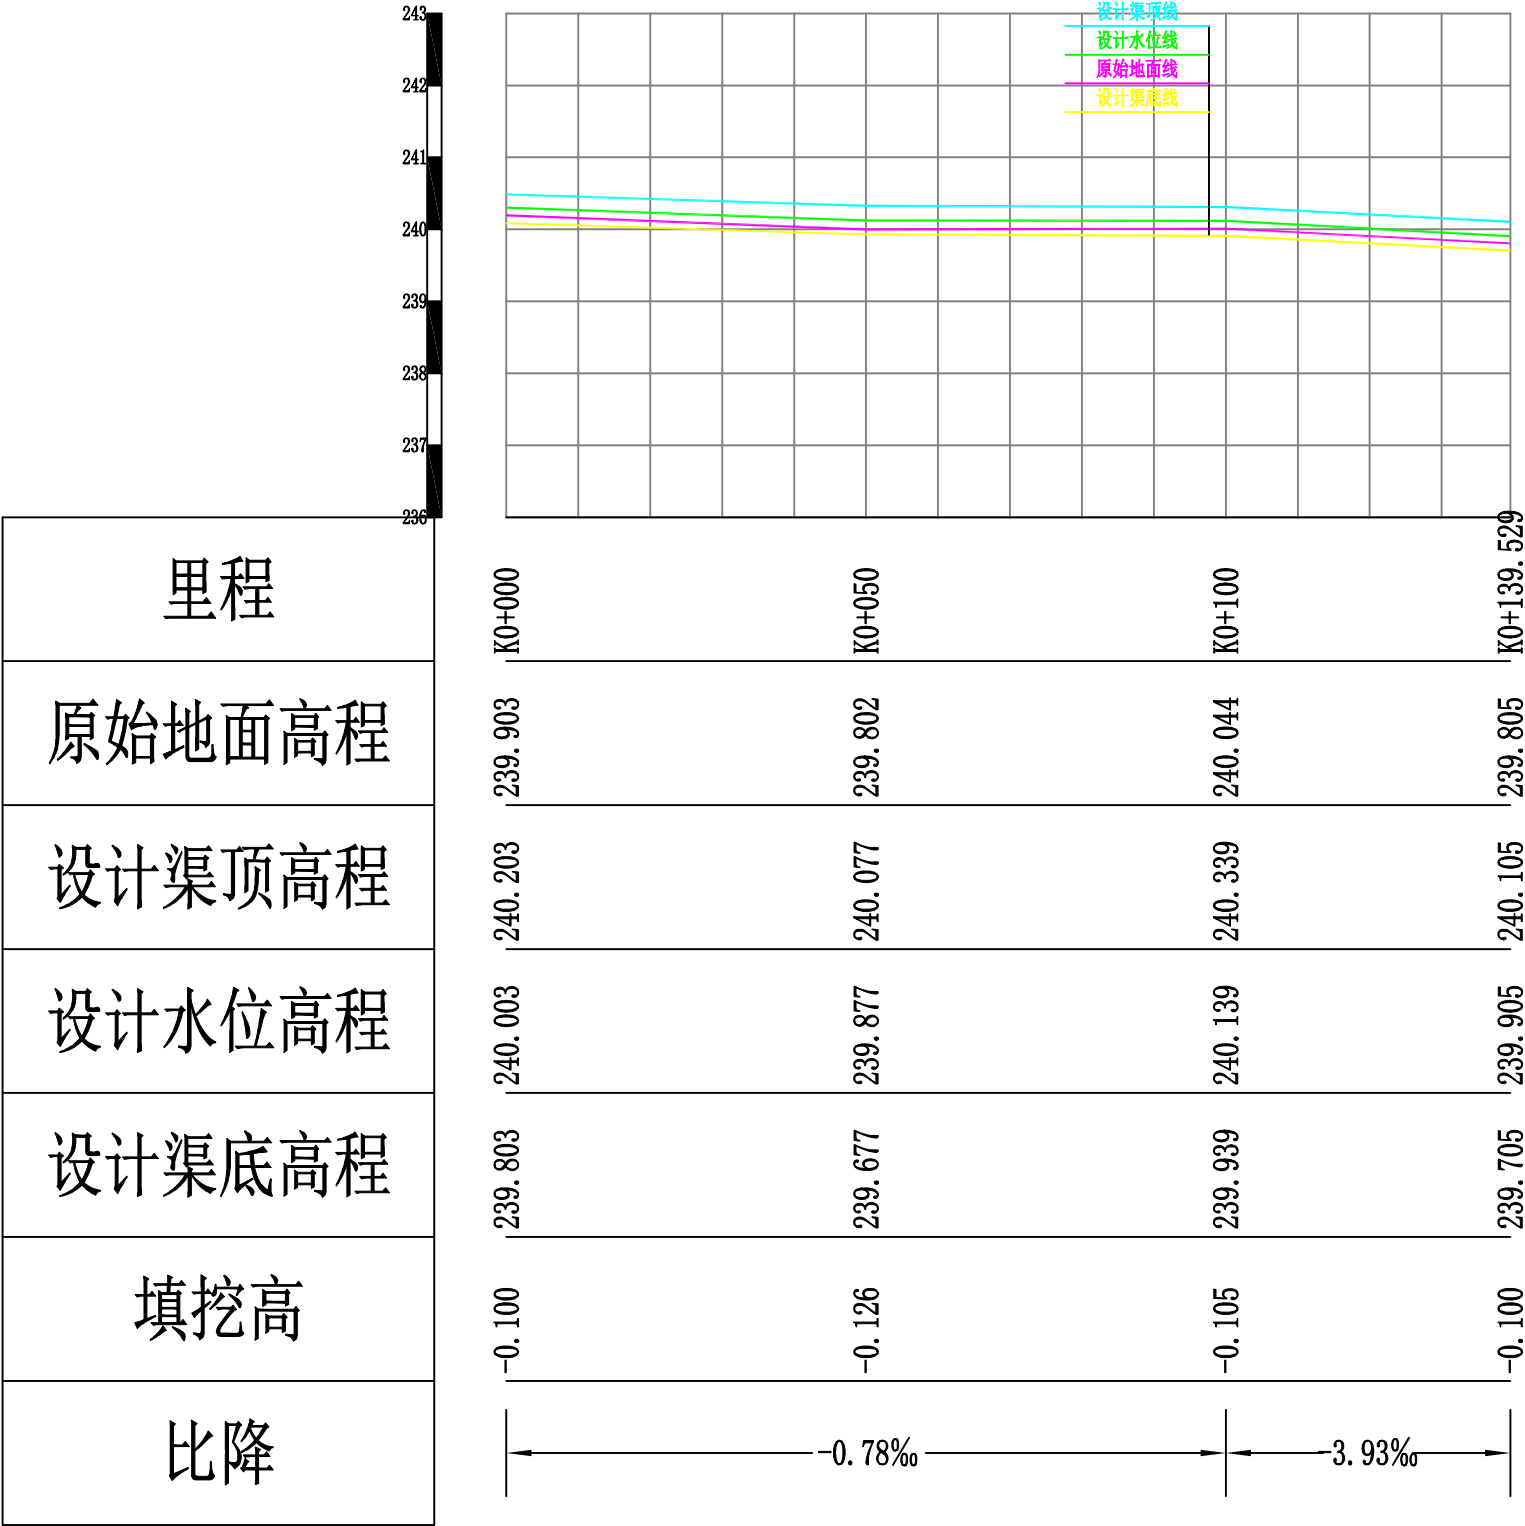 243
242
241
240
239
238
237
236
设计渠顶线
设计水位线
原始地面线
设计渠底线
里程 K0+000 K0+050 K0+100 K0+139.529
原始地面高程 239.903 239.802 240.044 239.805
设计渠顶高程 240.203 240.077 240.339 240.105
设计水位高程 240.003 239.877 240.139 239.905
设计渠底高程 239.803 239.677 239.939 239.705
填挖高 -0.100 -0.126 -0.105 -0.100
比降 -0.78‰ -3.93‰